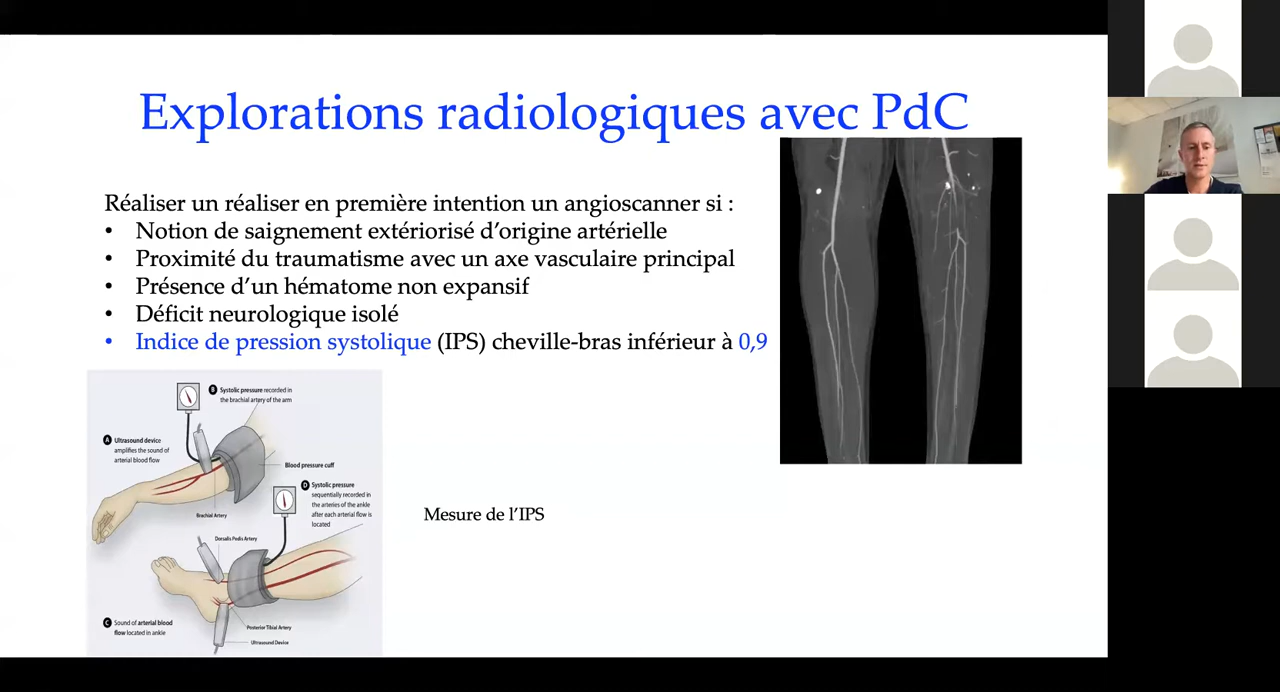 Explorations radiologiques avec PdC
Réaliser un réaliser en première intention un angioscanner si :
• Notion de saignement extériorisé d’origine artérielle
• Proximité du traumatisme avec un axe vasculaire principal
• Présence d’un hématome non expansif
• Déficit neurologique isolé
• Indice de pression systolique (IPS) cheville-bras inférieur à 0,9
B Systolic pressure recorded in
the brachial artery of the arm
A Ultrasound device
amplifies the sound of
arterial blood flow
Blood pressure cuff
D Systolic pressure
sequentially recorded in
the arteries of the ankle
after each arterial flow is
located
Brachial Artery
Dorsalis Pedis Artery
C Sound of arterial blood
flow located in ankle
Posterior Tibial Artery
Ultrasound Device
Mesure de l’IPS